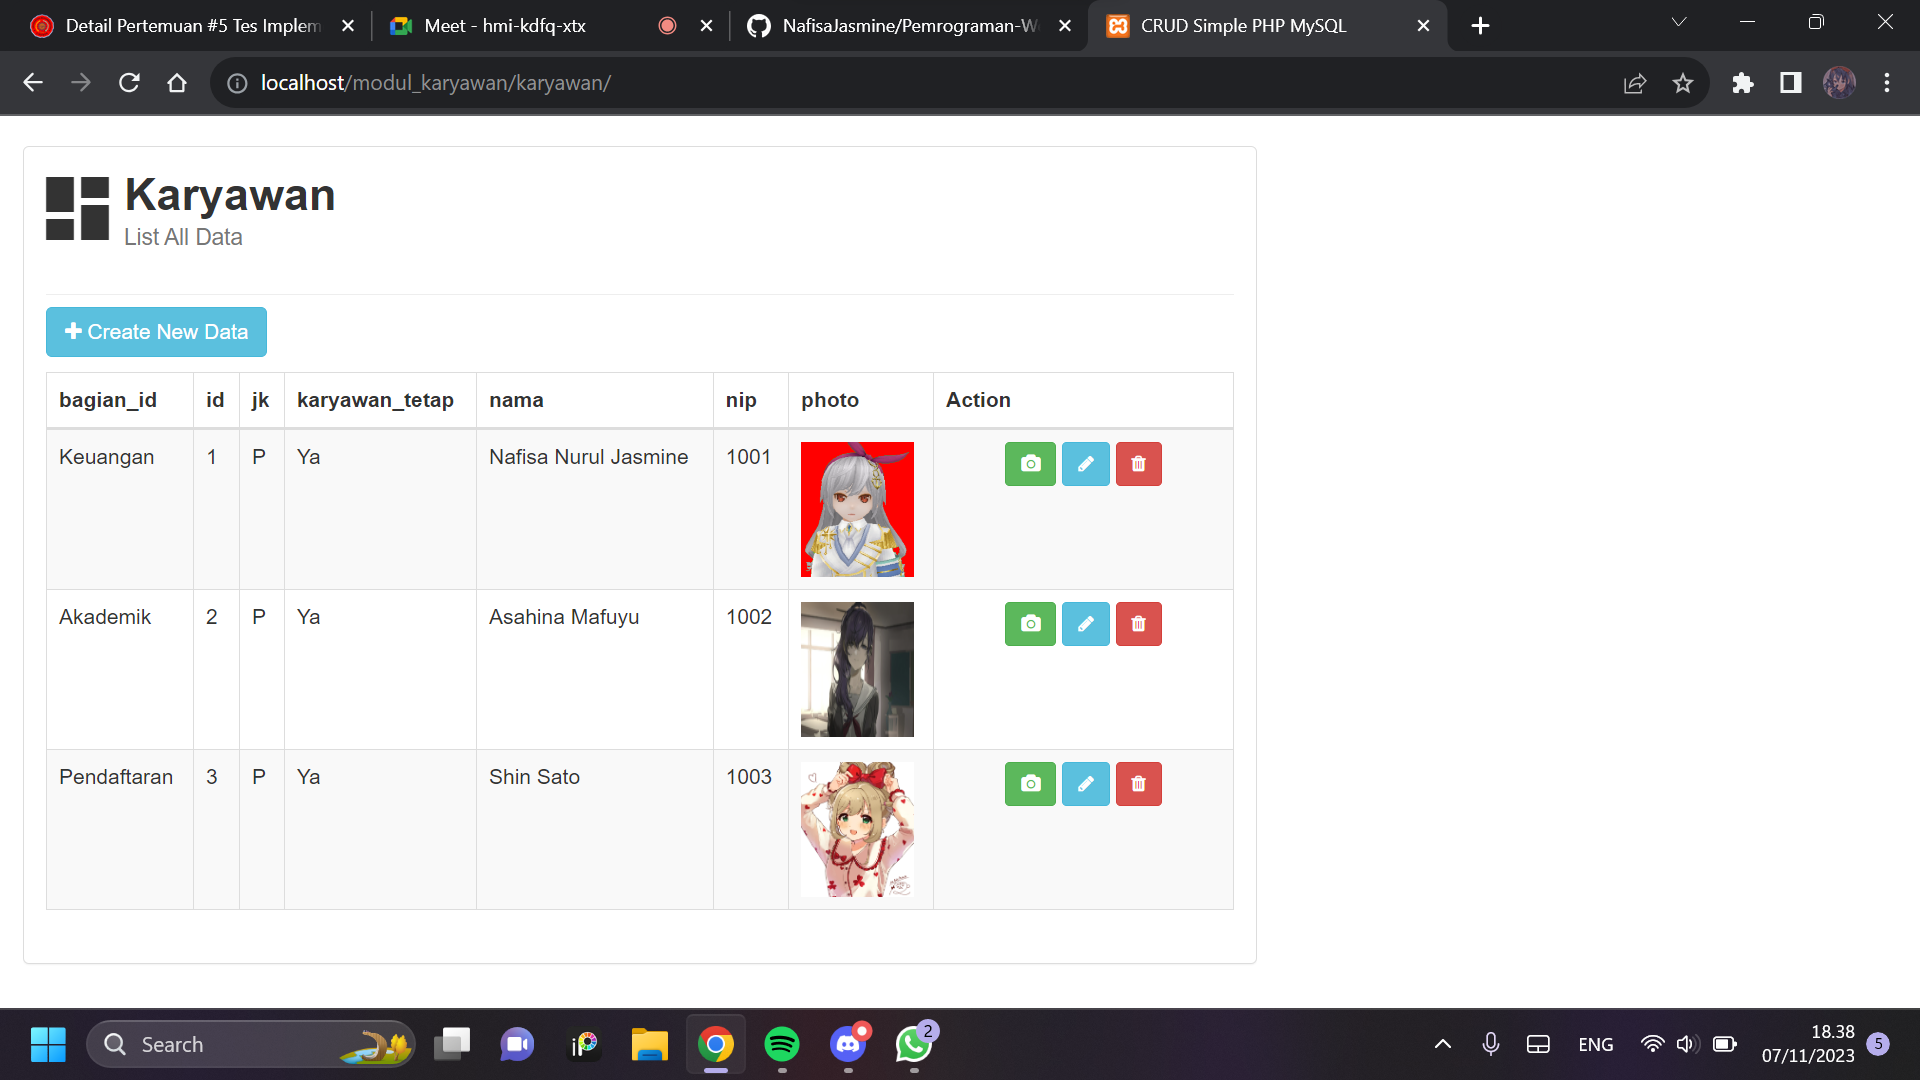 Detail Pertemuan #5 Tes Implem
Meet - hmi-kdfq-xtx
NafisaJasmine/Pemrograman-W
CRUD Simple PHP MySQL
localhost/modul_karyawan/karyawan/
Karyawan
List All Data
Create New Data
bagian_id id jk karyawan_tetap nama nip photo Action
Keuangan 1 P Ya Nafisa Nurul Jasmine 1001
Akademik 2 P Ya Asahina Mafuyu 1002
Pendaftaran 3 P Ya Shin Sato 1003
Search
iP
2
ENG
18.38
07/11/2023
5